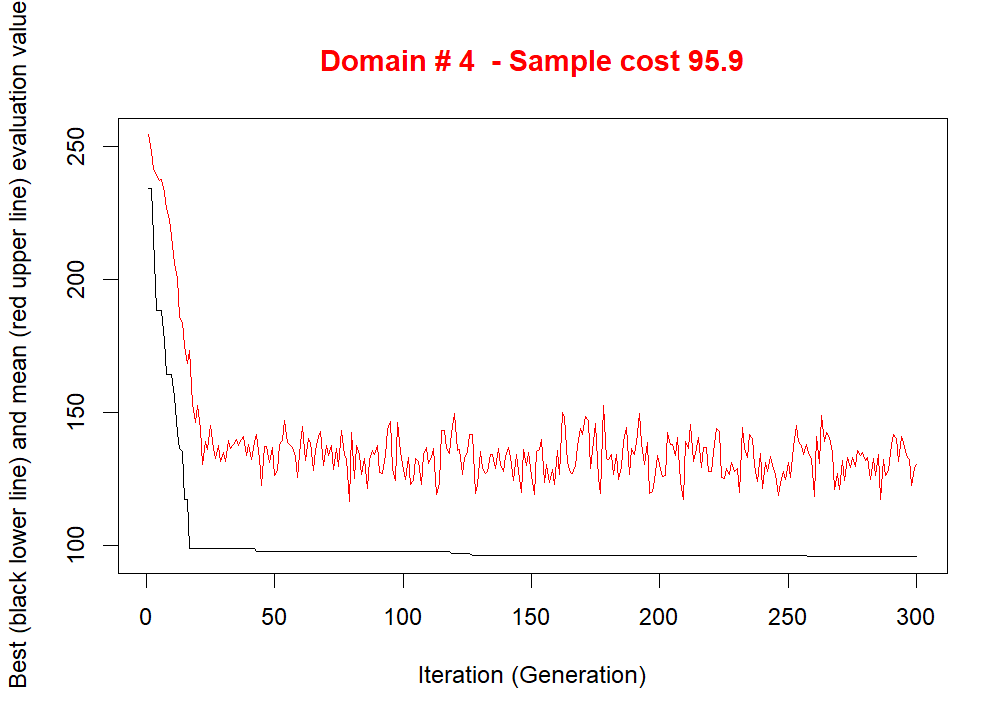 Domain # 4 - Sample cost 95.9
Best (black lower line) and mean (red upper line) evaluation value
250
200
150
100
0 50 100 150 200 250 300
Iteration (Generation)